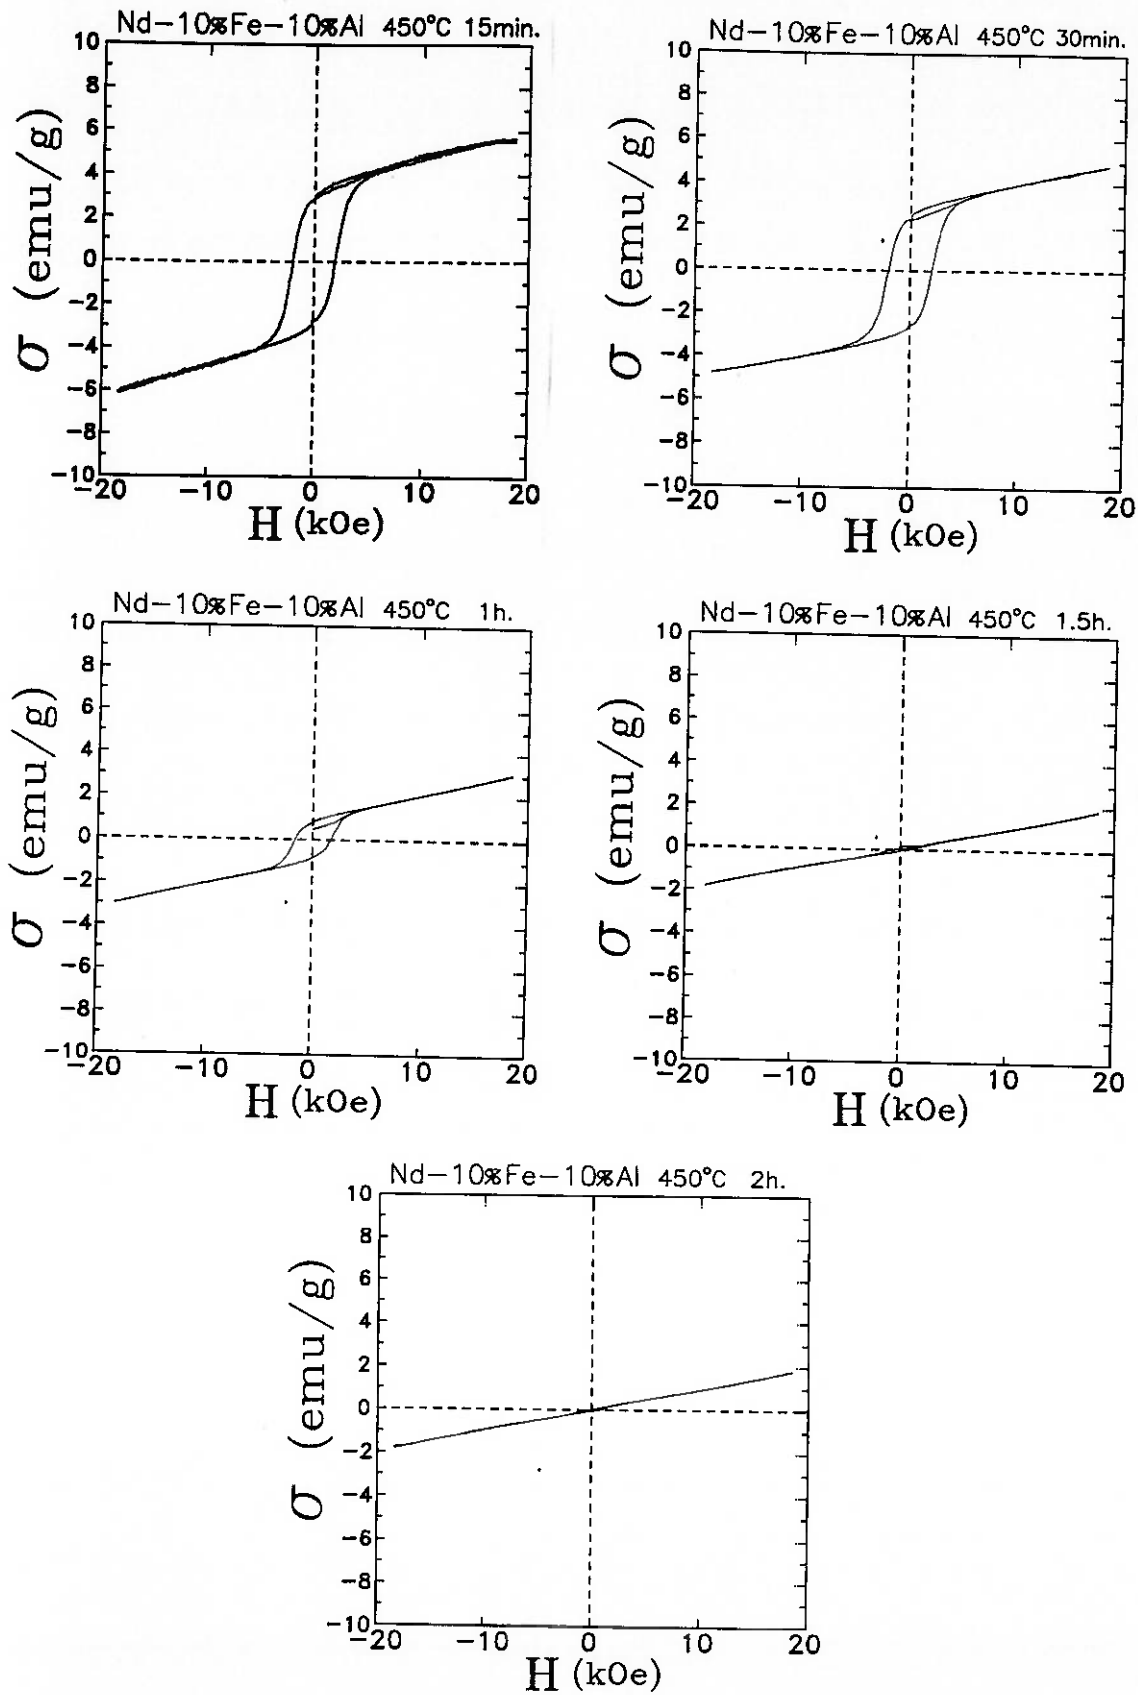 Nd-10%Fe-10%Al 450°C 15min.
10
8
6
4
2
0
-2
-4
-6
-8
-10
σ (emu/g)
-20 -10 0 10 20
H (kOe)
Nd-10%Fe-10%Al 450°C 30min.
10
8
6
4
2
0
-2
-4
-6
-8
-10
σ (emu/g)
-20 -10 0 10 20
H (kOe)
Nd-10%Fe-10%Al 450°C 1h.
10
8
6
4
2
0
-2
-4
-6
-8
-10
σ (emu/g)
-20 -10 0 10 20
H (kOe)
Nd-10%Fe-10%Al 450°C 1.5h.
10
8
6
4
2
0
-2
-4
-6
-8
-10
σ (emu/g)
-20 -10 0 10 20
H (kOe)
Nd-10%Fe-10%Al 450°C 2h.
10
8
6
4
2
0
-2
-4
-6
-8
-10
σ (emu/g)
-20 -10 0 10 20
H (kOe)